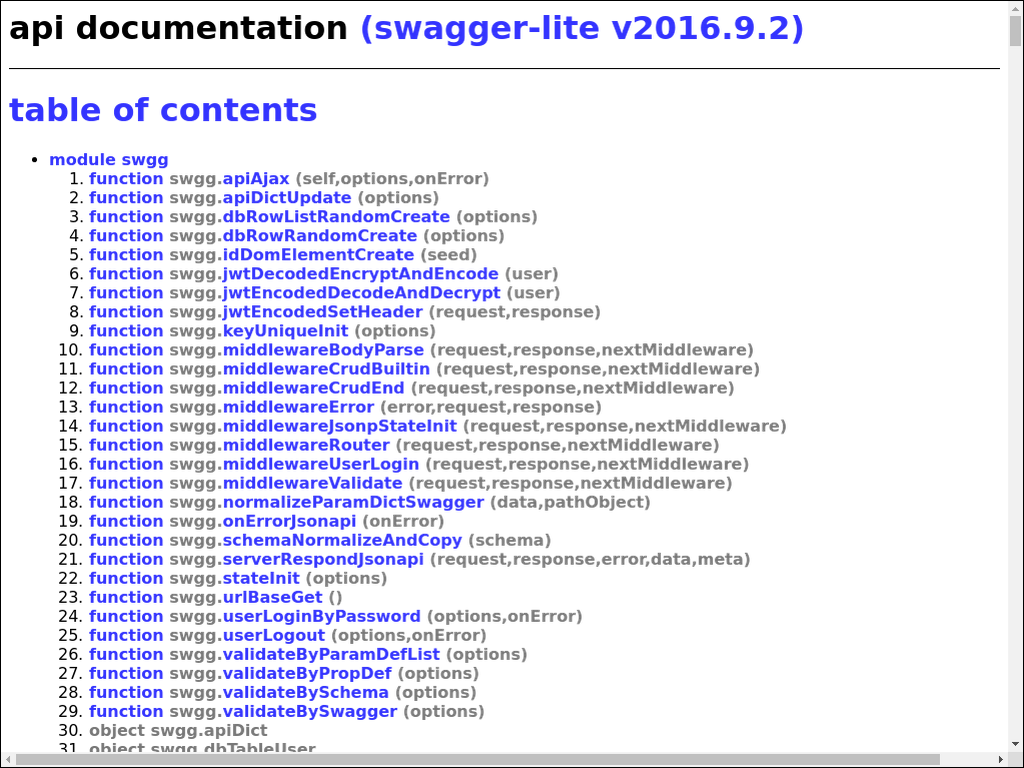 api documentation (swagger-lite v2016.9.2)
table of contents
• module swgg
1. function swgg.apiAjax (self,options,onError)
2. function swgg.apiDictUpdate (options)
3. function swgg.dbRowListRandomCreate (options)
4. function swgg.dbRowRandomCreate (options)
5. function swgg.idDomElementCreate (seed)
6. function swgg.jwtDecodedEncryptAndEncode (user)
7. function swgg.jwtEncodedDecodeAndDecrypt (user)
8. function swgg.jwtEncodedSetHeader (request,response)
9. function swgg.keyUniqueInit (options)
10. function swgg.middlewareBodyParse (request,response,nextMiddleware)
11. function swgg.middlewareCrudBuiltin (request,response,nextMiddleware)
12. function swgg.middlewareCrudEnd (request,response,nextMiddleware)
13. function swgg.middlewareError (error,request,response)
14. function swgg.middlewareJsonpStateInit (request,response,nextMiddleware)
15. function swgg.middlewareRouter (request,response,nextMiddleware)
16. function swgg.middlewareUserLogin (request,response,nextMiddleware)
17. function swgg.middlewareValidate (request,response,nextMiddleware)
18. function swgg.normalizeParamDictSwagger (data,pathObject)
19. function swgg.onErrorJsonapi (onError)
20. function swgg.schemaNormalizeAndCopy (schema)
21. function swgg.serverRespondJsonapi (request,response,error,data,meta)
22. function swgg.stateInit (options)
23. function swgg.urlBaseGet ()
24. function swgg.userLoginByPassword (options,onError)
25. function swgg.userLogout (options,onError)
26. function swgg.validateByParamDefList (options)
27. function swgg.validateByPropDef (options)
28. function swgg.validateBySchema (options)
29. function swgg.validateBySwagger (options)
30. object swgg.apiDict
31. object swgg.dbTableUser